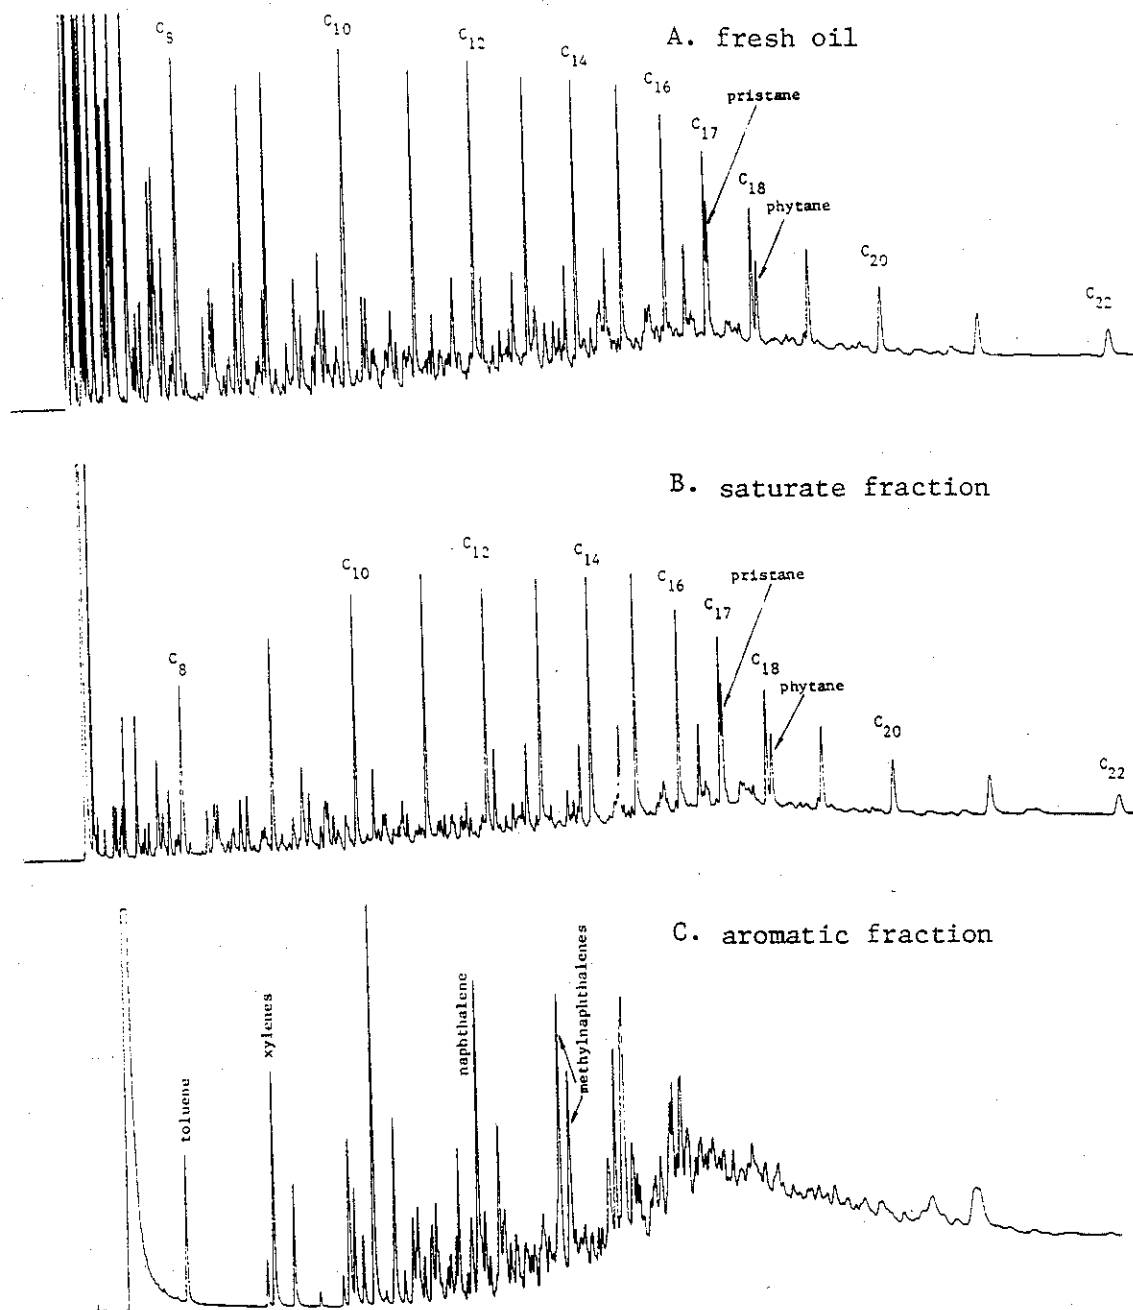 A. fresh oil
C8
C10
C12
C14
C16
pristane
C17
C18
phytane
C20
C22
B. saturate fraction
C8
C10
C12
C14
C16
pristane
C17
C18
phytane
C20
C22
C. aromatic fraction
toluene
xylenes
naphthalene
methylnaphthalenes